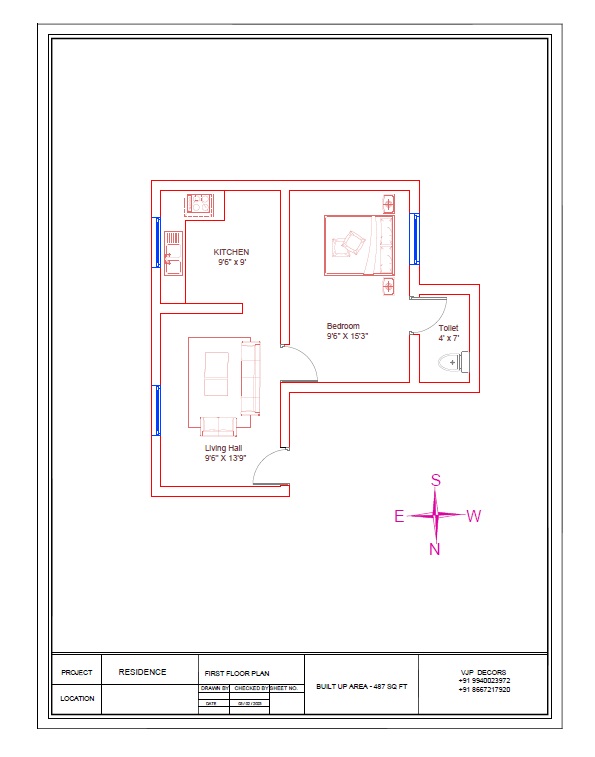 KITCHEN
9'6" x 9'
Bedroom
9'6" X 15'3"
Toilet
4' x 7'
Living Hall
9'6" X 13'9"
S
E W
N
PROJECT
RESIDENCE
FIRST FLOOR PLAN
DRAWN BY CHECKED BY SHEET NO:
DATE
LOCATION
BUILT UP AREA - 487 SQ FT
VJP DECORS
+91 9940023972
+91 8667217920